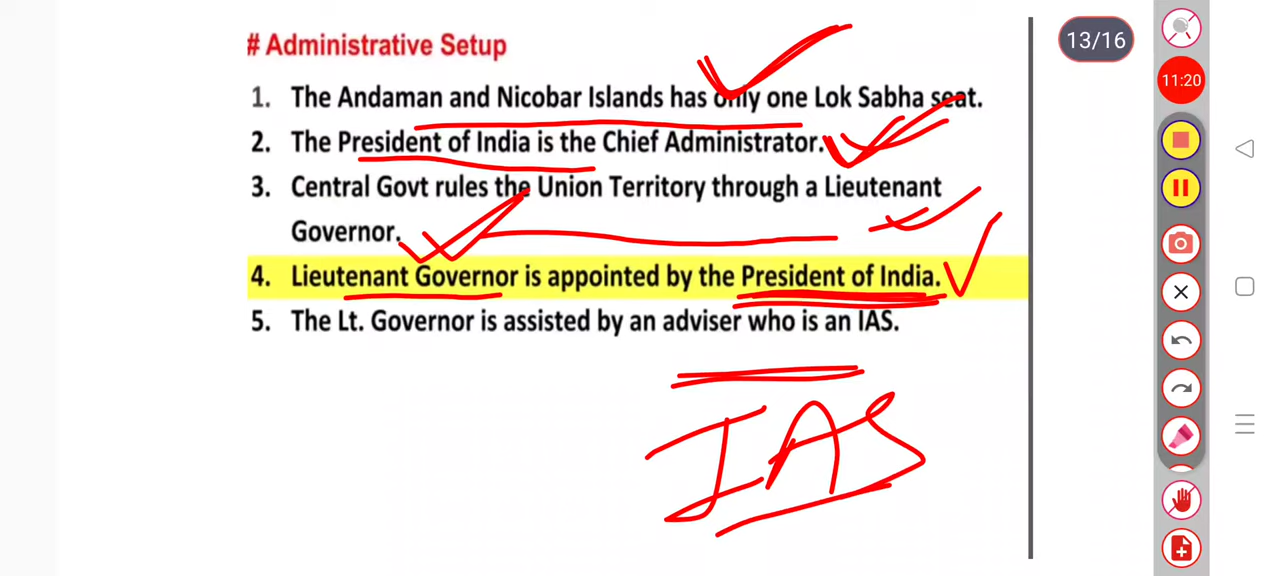 # Administrative Setup
13/16
11:20
1. The Andaman and Nicobar Islands has only one Lok Sabha seat.
2. The President of India is the Chief Administrator.
3. Central Govt rules the Union Territory through a Lieutenant
Governor.
4. Lieutenant Governor is appointed by the President of India.
5. The Lt. Governor is assisted by an adviser who is an IAS.
IAS